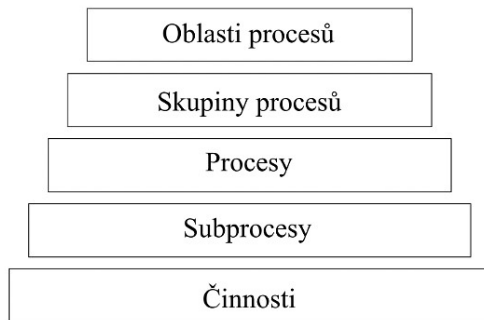 Oblasti procesů
Skupiny procesů
Procesy
Subprocesy
Činnosti